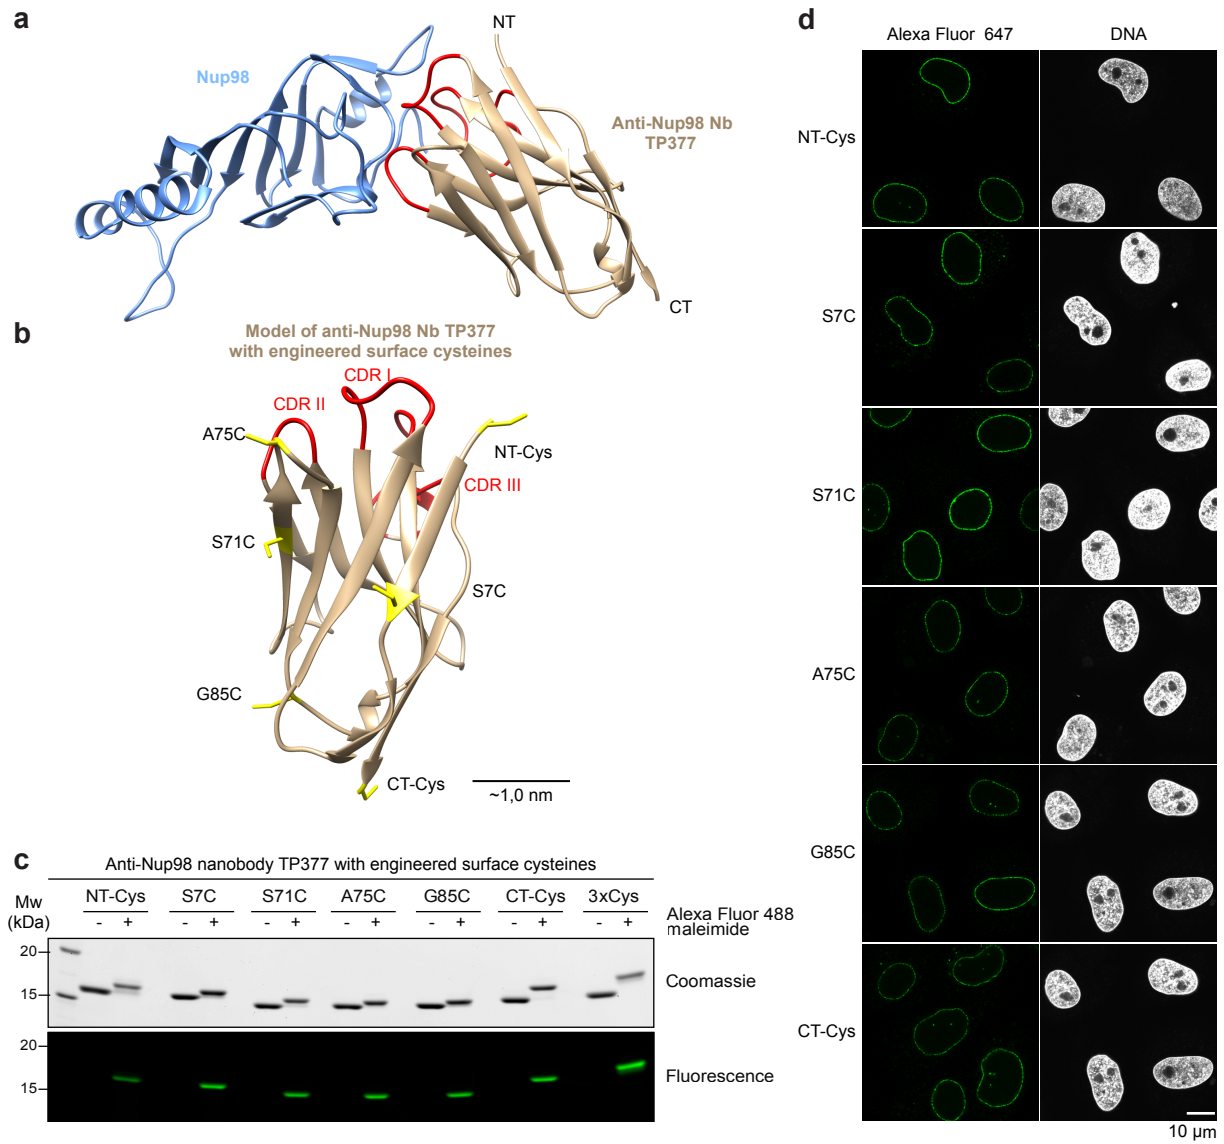 a
NT
Nup98
Anti-Nup98 Nb
TP377
CT
b
Model of anti-Nup98 Nb TP377
with engineered surface cysteines
CDR I
CDR II
A75C
NT-Cys
CDR III
S71C
S7C
G85C
CT-Cys
~1,0 nm
c
Anti-Nup98 nanobody TP377 with engineered surface cysteines
Mw
(kDa)
NT-Cys S7C S71C A75C G85C CT-Cys 3xCys
- + - + - + - + - + - + - +
Alexa Fluor 488
maleimide
20
15
Coomassie
20
15
Fluorescence
d
Alexa Fluor 647 DNA
NT-Cys
S7C
S71C
A75C
G85C
CT-Cys
10 µm